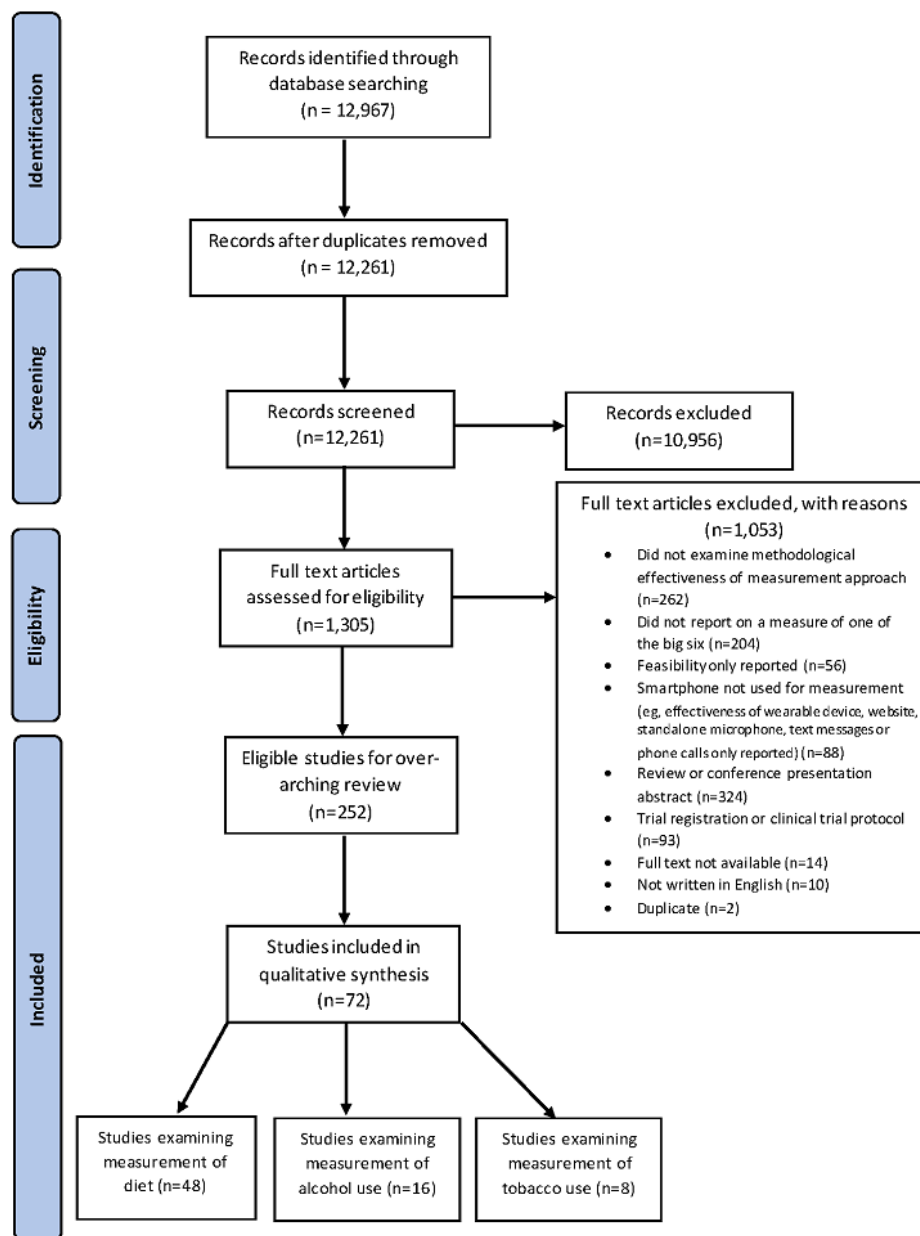 Identification
Records identified through
database searching
(n = 12,967)
Records after duplicates removed
(n = 12,261)
Screening
Records screened
(n=12,261)
Records excluded
(n=10,956)
Eligibility
Full text articles
assessed for eligibility
(n=1,305)
Full text articles excluded, with reasons
(n=1,053)
• Did not examine methodological
effectiveness of measurement approach
(n=262)
• Did not report on a measure of one of
the big six (n=204)
• Feasibility only reported (n=56)
• Smartphone not used for measurement
(eg, effectiveness of wearable device, website,
standalone microphone, text messages or
phone calls only reported) (n=88)
• Review or conference presentation
abstract (n=324)
• Trial registration or clinical trial protocol
(n=93)
• Full text not available (n=14)
• Not written in English (n=10)
• Duplicate (n=2)
Included
Eligible studies for over-
arching review
(n=252)
Studies included in
qualitative synthesis
(n=72)
Studies examining
measurement of
diet (n=48)
Studies examining
measurement of
alcohol use (n=16)
Studies examining
measurement of
tobacco use (n=8)